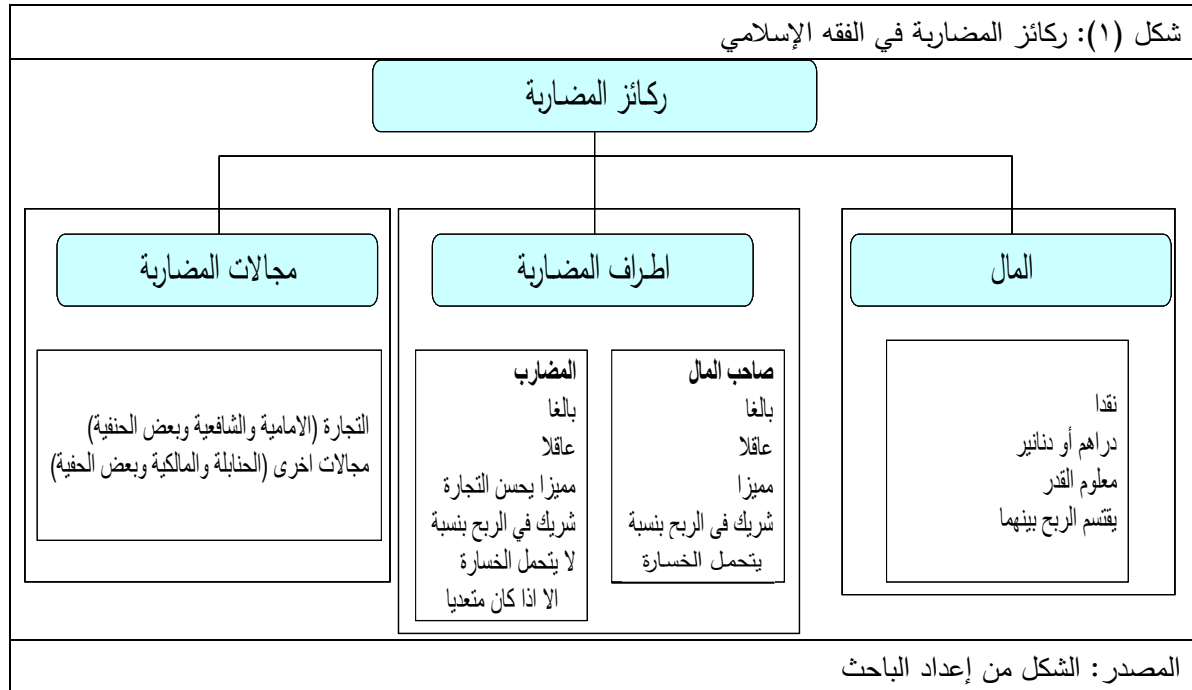 شكل (١): ركائز المضاربة في الفقه الإسلامي
ركائز المضاربة
المال
نقدا
دراهم أو دنانير
معلوم القدر
يقتسم الربح بينهما
اطراف المضاربة
صاحب المال
بالغا
عاقلا
مميزا
شريك فى الربح بنسبة
يتحمل الخسارة
المضارب
بالغا
عاقلا
مميزا يحسن التجارة
شريك في الربح بنسبة
لا يتحمل الخسارة
الا اذا كان متعديا
مجالات المضاربة
التجارة (الامامية والشافعية وبعض الحنفية)
مجالات اخرى (الحنابلة والمالكية وبعض الحفية)
المصدر: الشكل من إعداد الباحث